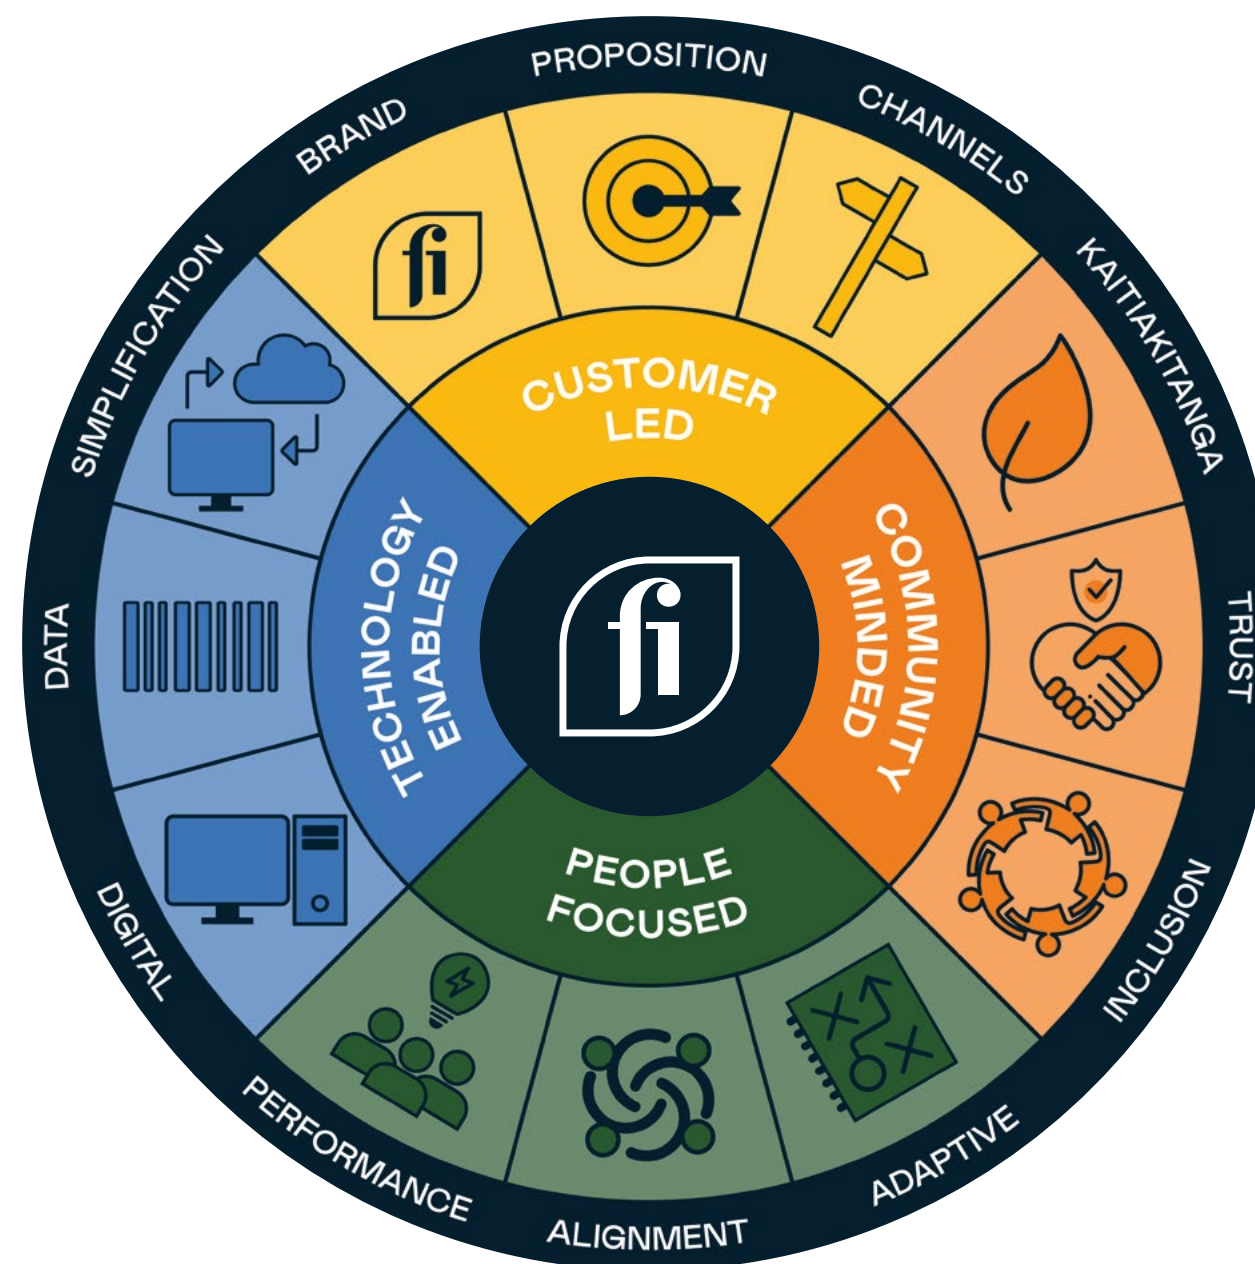 PROPOSITION
CHANNELS
KAITIAKITANGA
TRUST
INCLUSION
ADAPTIVE
ALIGNMENT
PERFORMANCE
DIGITAL
DATA
SIMPLIFICATION
BRAND
fi
CUSTOMER
LED
COMMUNITY
MINDED
PEOPLE
FOCUSED
TECHNOLOGY
ENABLED
fi